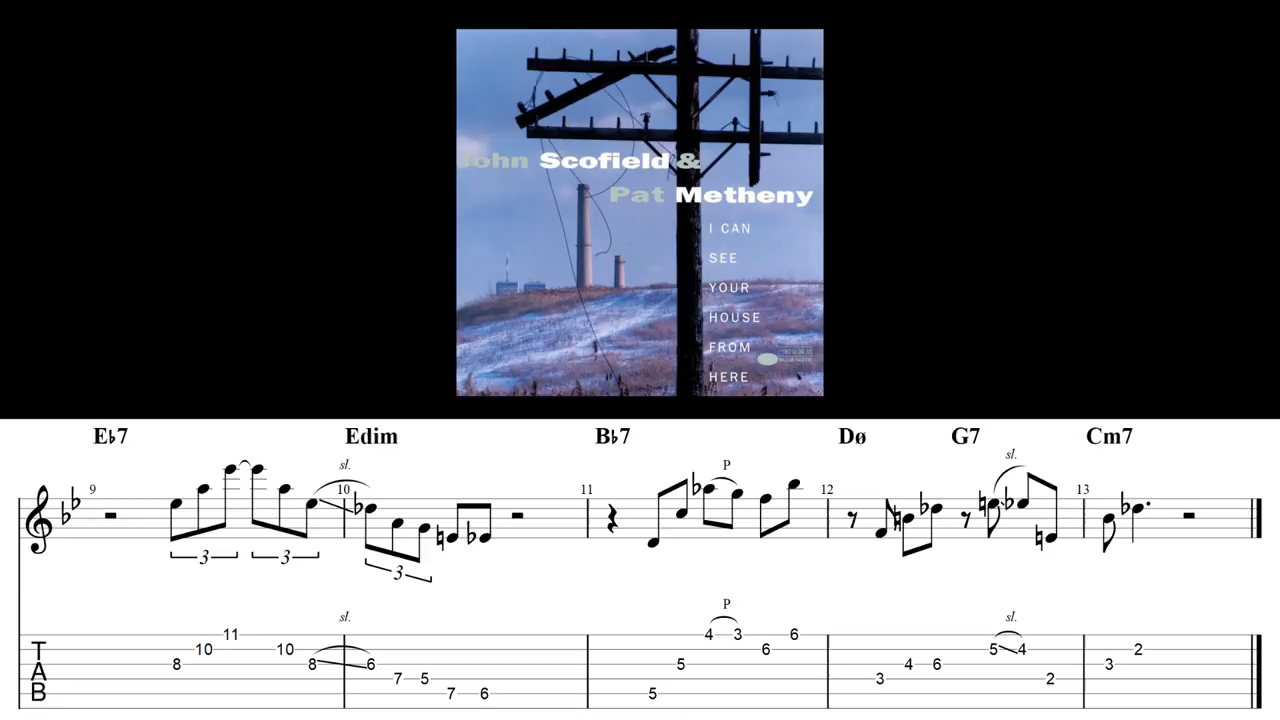 John Scofield &
Pat Metheny
I CAN
SEE
YOUR
HOUSE
FROM
HERE
E♭7 Edim B♭7 Dø G7 Cm7
sl. P sl.
9 10 11 12 13
3 3 3
sl. P sl.
T
A
B
11 4 3 6
10 10 6 5 4 2
8 8 6 5 4 6 3
7 5 3 2
7 6 5